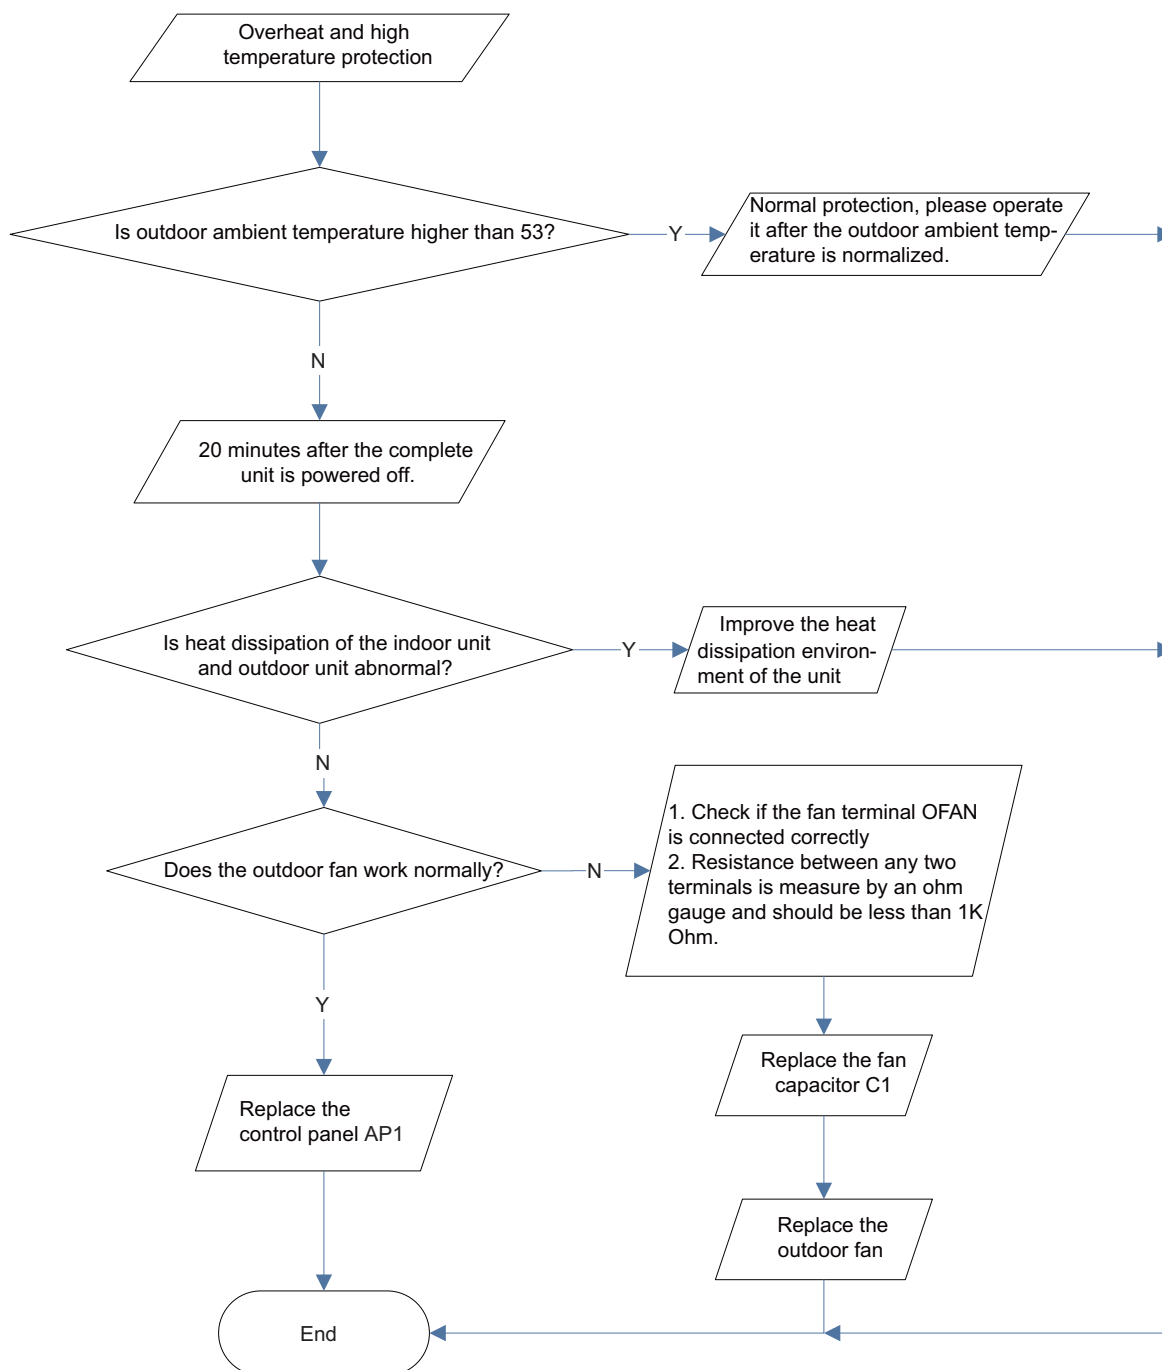 Overheat and high
temperature protection
Is outdoor ambient temperature higher than 53?
Y
Normal protection, please operate
it after the outdoor ambient temp-
erature is normalized.
N
20 minutes after the complete
unit is powered off.
Is heat dissipation of the indoor unit
and outdoor unit abnormal?
Y
Improve the heat
dissipation environ-
ment of the unit
N
Does the outdoor fan work normally?
N
1. Check if the fan terminal OFAN
is connected correctly
2. Resistance between any two
terminals is measure by an ohm
gauge and should be less than 1K
Ohm.
Y
Replace the fan
capacitor C1
Replace the
control panel AP1
Replace the
outdoor fan
End